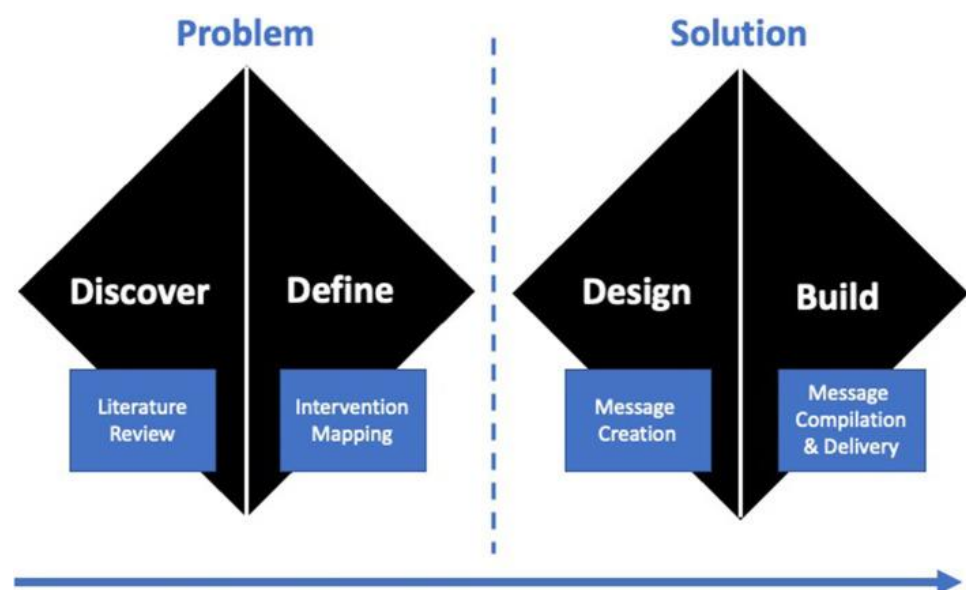 Problem
Solution
Discover
Define
Design
Build
Literature
Review
Intervention
Mapping
Message
Creation
Message
Compilation
& Delivery